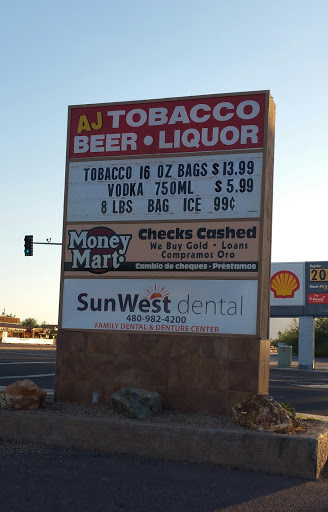 AJ TOBACCO
BEER • LIQUOR
TOBACCO 16 OZ BAGS $13.99
VODKA 750ML $5.99
8 LBS BAG ICE 99¢
Money Mart
Checks Cashed
We Buy Gold • Loans
Compramos Oro
Cambio de cheques - Préstamos
SunWest dental
480-982-4200
FAMILY DENTAL & DENTURE CENTER
20